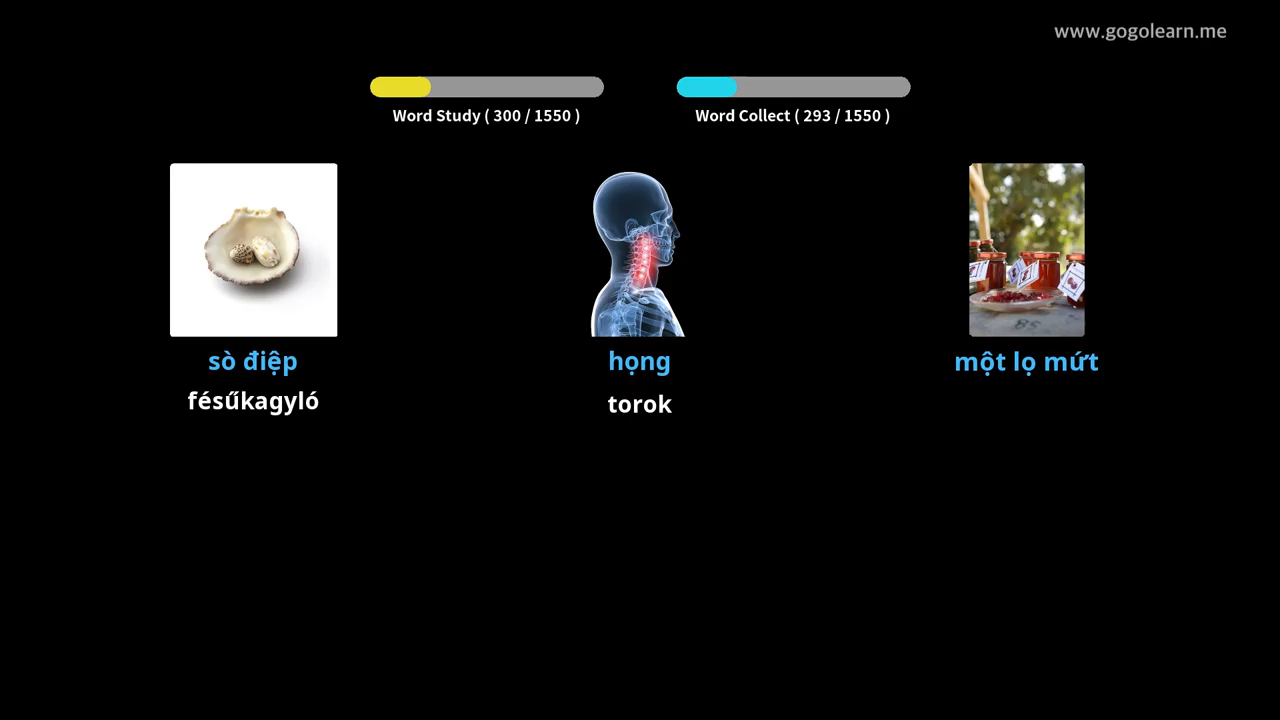 www.gogolearn.me
Word Study ( 300 / 1550 )
Word Collect ( 293 / 1550 )
sò điệp
fésűkagyló
họng
torok
một lọ mứt